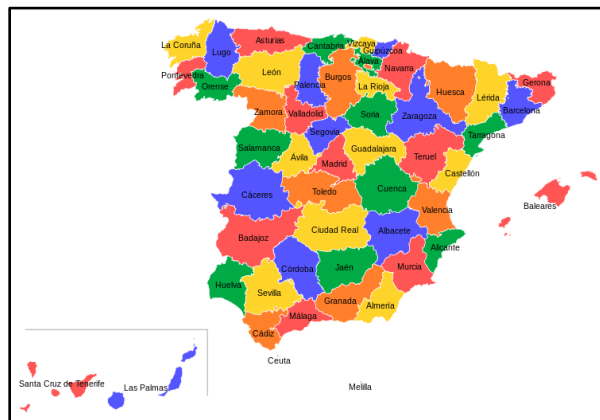 La Coruña
Lugo
Asturias
Cantabria
Vizcaya
Guipúzcoa
Álava
Navarra
Pontevedra
Orense
León
Palencia
Burgos
La Rioja
Huesca
Lérida
Gerona
Barcelona
Zamora
Valladolid
Soria
Zaragoza
Tarragona
Salamanca
Segovia
Ávila
Madrid
Guadalajara
Teruel
Castellón
Cáceres
Toledo
Cuenca
Valencia
Baleares
Badajoz
Ciudad Real
Albacete
Alicante
Huelva
Sevilla
Córdoba
Jaén
Murcia
Granada
Almería
Málaga
Cádiz
Ceuta
Melilla
Santa Cruz de Tenerife
Las Palmas